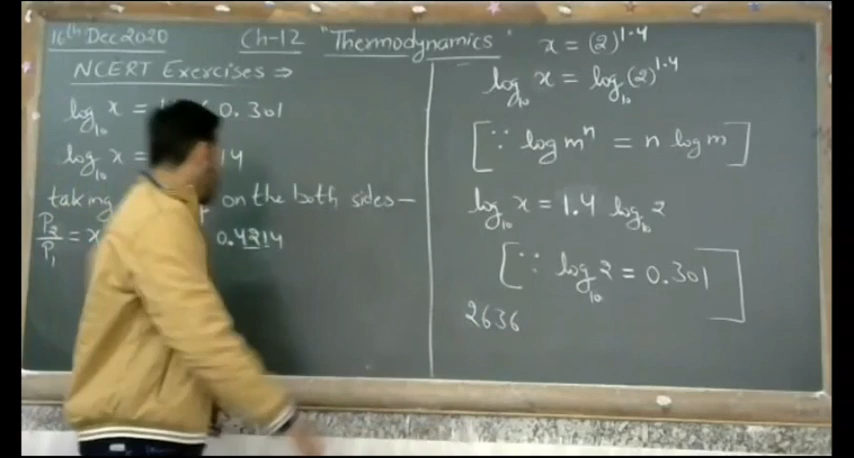 16th Dec 2020
Ch-12 "Thermodynamics"
NCERT Exercises ⇒
log₁₀ x = 0.301
log₁₀ x = 14
taking on the both sides—
P₂/P₁ = x 0.4214
x = (2)^1.4
log₁₀ x = log₁₀ (2)^1.4
[∵ log mⁿ = n log m]
log₁₀ x = 1.4 log₁₀ 2
[∵ log₁₀ 2 = 0.301]
2636